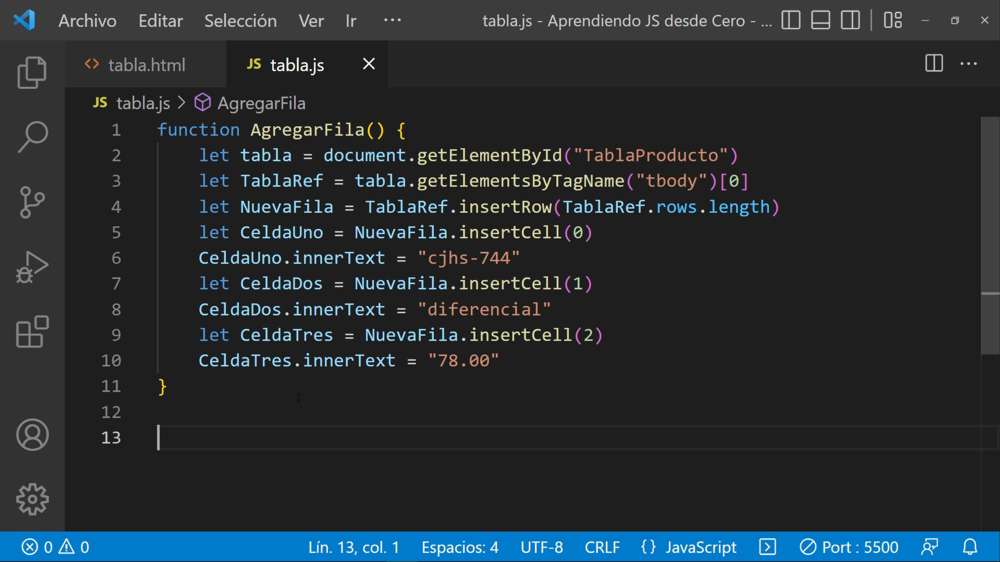 Archivo Editar Selección Ver Ir ··· tabla.js - Aprendiendo JS desde Cero - ...
<> tabla.html JS tabla.js
JS tabla.js > AgregarFila
1 function AgregarFila() {
2 let tabla = document.getElementById("TablaProducto")
3 let TablaRef = tabla.getElementsByTagName("tbody")[0]
4 let NuevaFila = TablaRef.insertRow(TablaRef.rows.length)
5 let CeldaUno = NuevaFila.insertCell(0)
6 CeldaUno.innerText = "cjhs-744"
7 let CeldaDos = NuevaFila.insertCell(1)
8 CeldaDos.innerText = "diferencial"
9 let CeldaTres = NuevaFila.insertCell(2)
10 CeldaTres.innerText = "78.00"
11 }
12
13
0 0 Lín. 13, col. 1 Espacios: 4 UTF-8 CRLF {} JavaScript Port : 5500